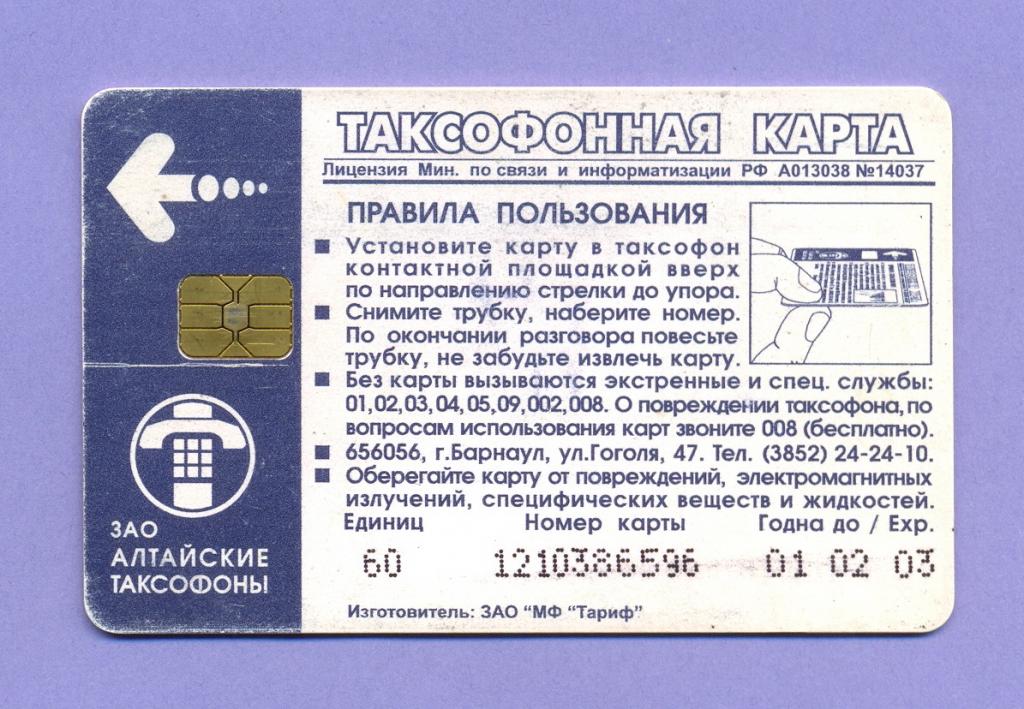 ТАКСОФОННАЯ КАРТА
Лицензия Мин. по связи и информатизации РФ А013038 №14037
ПРАВИЛА ПОЛЬЗОВАНИЯ
Установите карту в таксофон
контактной площадкой вверх
по направлению стрелки до упора.
Снимите трубку, наберите номер.
По окончании разговора повесьте
трубку, не забудьте извлечь карту.
Без карты вызываются экстренные и спец. службы:
01,02,03,04,05,09,002,008. О повреждении таксофона, по
вопросам использования карт звоните 008 (бесплатно).
656056, г.Барнаул, ул.Гоголя, 47. Тел. (3852) 24-24-10.
Оберегайте карту от повреждений, электромагнитных
излучений, специфических веществ и жидкостей.
Единиц Номер карты Годна до / Exp.
60 1210386596 01 02 03
Изготовитель: ЗАО "МФ "Тариф"
ЗАО
АЛТАЙСКИЕ
ТАКСОФОНЫ